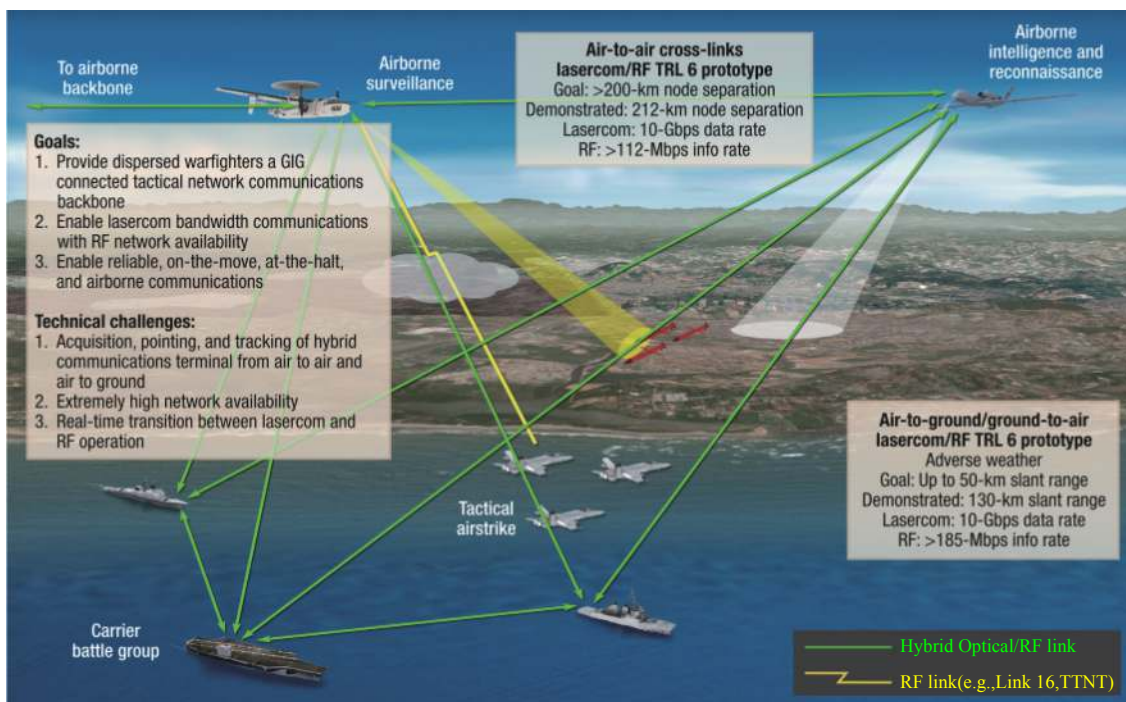 To airborne
backbone
Airborne
surveillance
Air-to-air cross-links
lasercom/RF TRL 6 prototype
Goal: >200-km node separation
Demonstrated: 212-km node separation
Lasercom: 10-Gbps data rate
RF: >112-Mbps info rate
Airborne
intelligence and
reconnaissance
Goals:
1. Provide dispersed warfighters a GIG
connected tactical network communications
backbone
2. Enable lasercom bandwidth communications
with RF network availability
3. Enable reliable, on-the-move, at-the-halt,
and airborne communications
Technical challenges:
1. Acquisition, pointing, and tracking of hybrid
communications terminal from air to air and
air to ground
2. Extremely high network availability
3. Real-time transition between lasercom and
RF operation
Air-to-ground/ground-to-air
lasercom/RF TRL 6 prototype
Adverse weather
Goal: Up to 50-km slant range
Demonstrated: 130-km slant range
Lasercom: 10-Gbps data rate
RF: >185-Mbps info rate
Tactical
airstrike
Carrier
battle group
Hybrid Optical/RF link
RF link(e.g.,Link 16,TTNT)